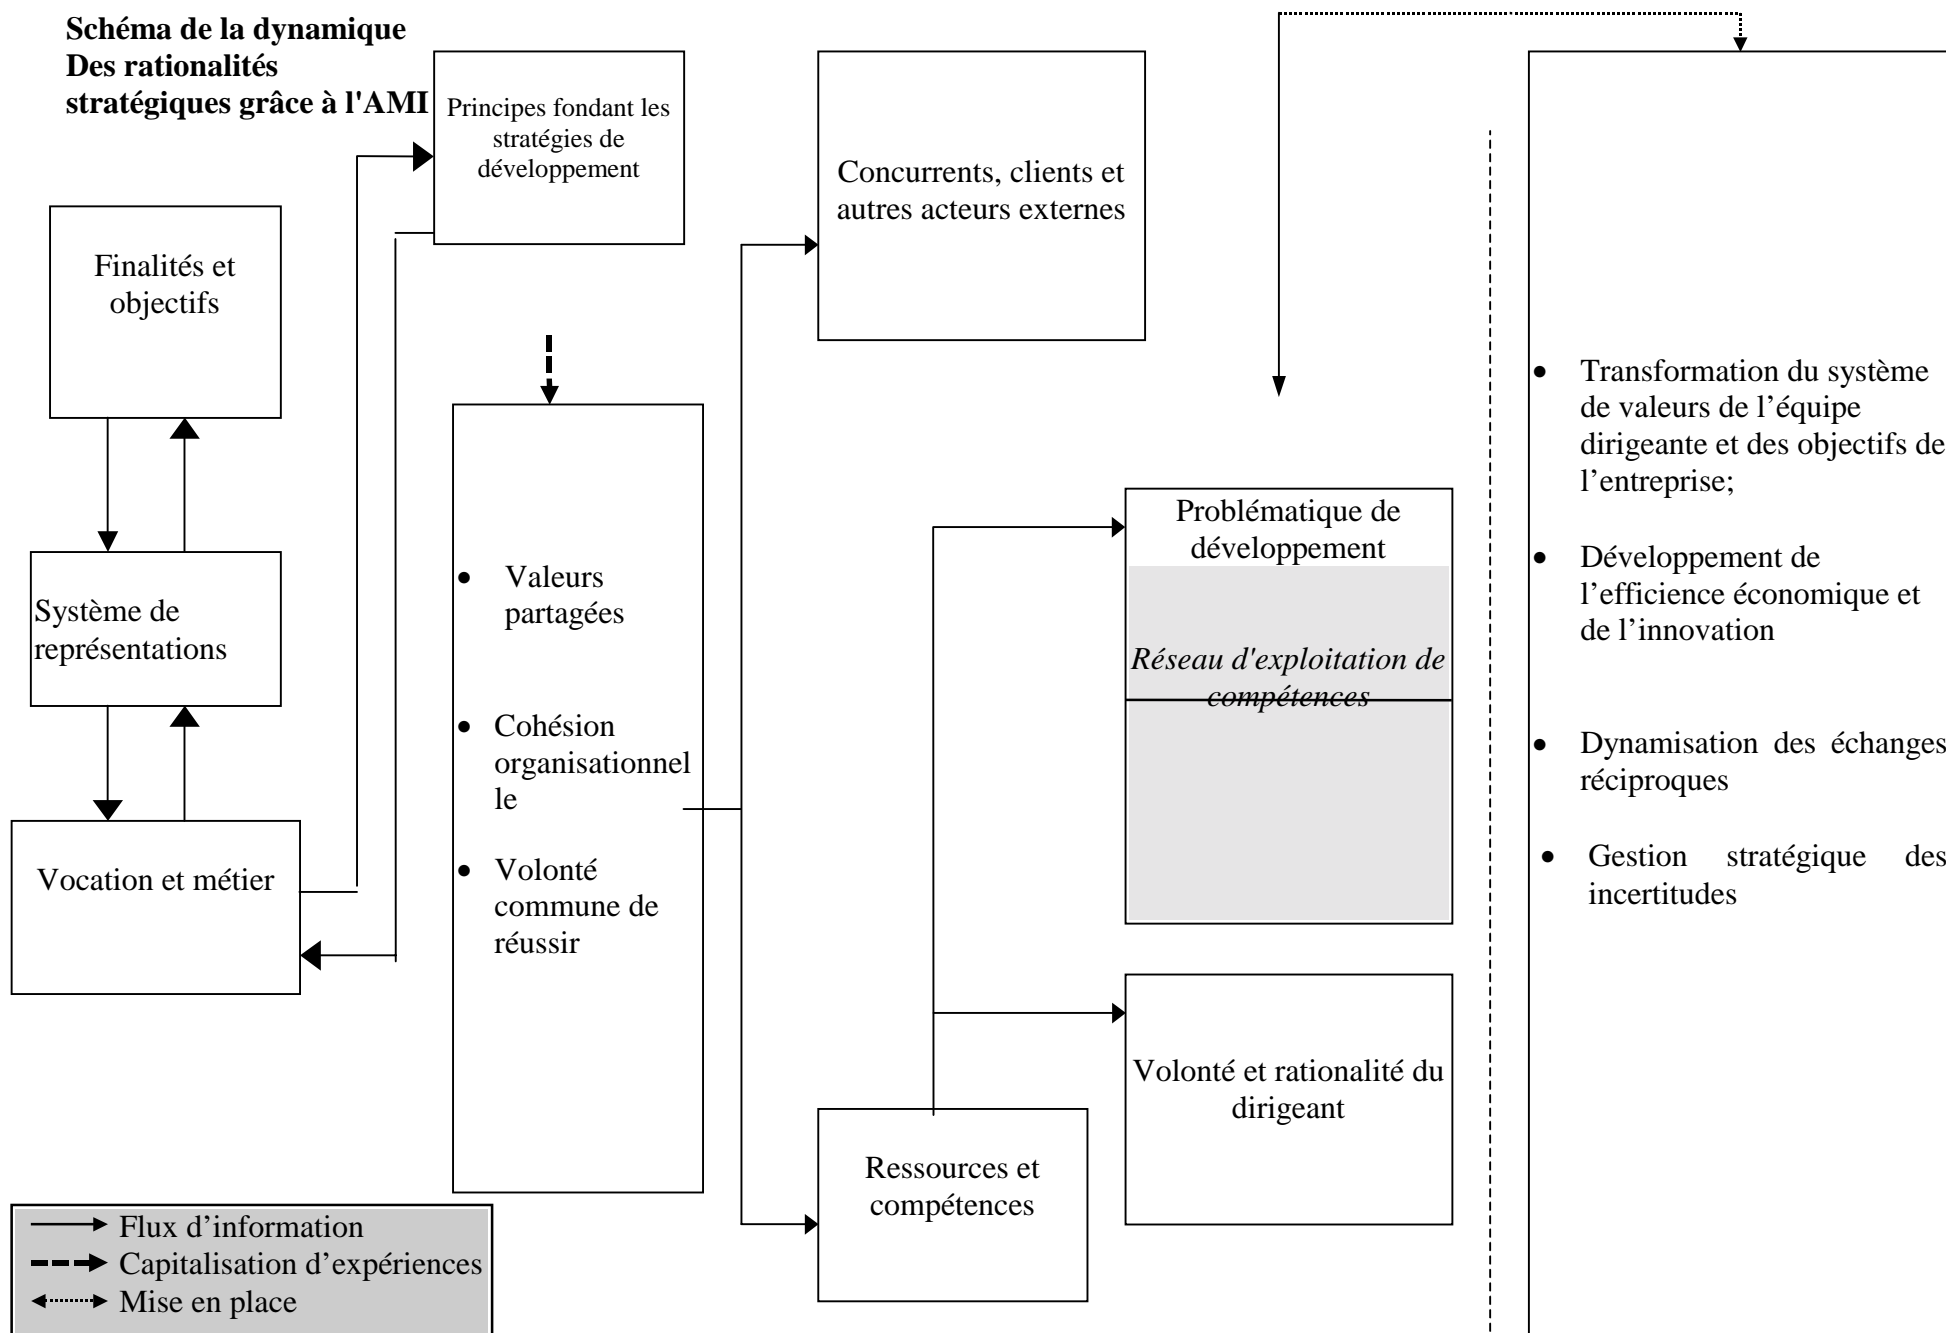 Schéma de la dynamique
Des rationalités
stratégiques grâce à l'AMI
Principes fondant les
stratégies de
développement
Finalités et
objectifs
Système de
représentations
Vocation et métier
• Valeurs
partagées
• Cohésion
organisationnel
le
• Volonté
commune de
réussir
Concurrents, clients et
autres acteurs externes
Problématique de
développement
Réseau d'exploitation de
compétences
Volonté et rationalité du
dirigeant
Ressources et
compétences
• Transformation du système
de valeurs de l’équipe
dirigeante et des objectifs de
l’entreprise;
• Développement de
l’efficience économique et
de l’innovation
• Dynamisation des échanges
réciproques
• Gestion stratégique des
incertitudes
Flux d’information
Capitalisation d’expériences
Mise en place